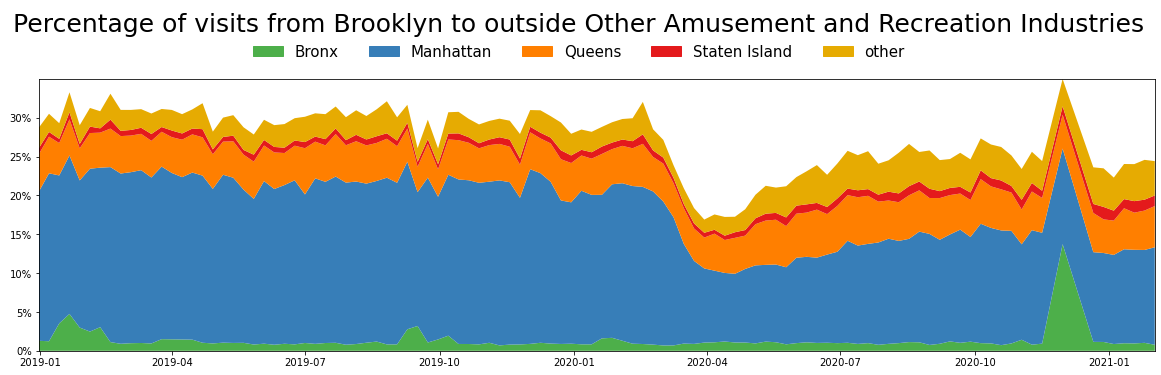 Percentage of visits from Brooklyn to outside Other Amusement and Recreation Industries
Bronx Manhattan Queens Staten Island other
30%
25%
20%
15%
10%
5%
0%
2019-01 2019-04 2019-07 2019-10 2020-01 2020-04 2020-07 2020-10 2021-01